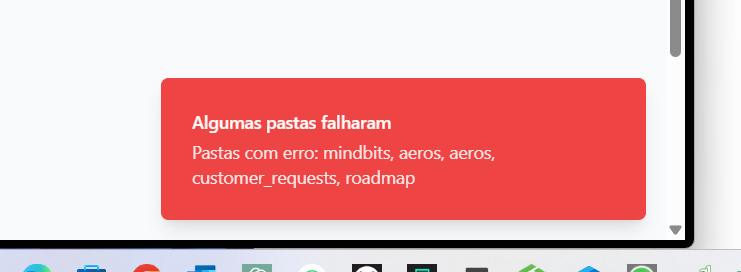 Algumas pastas falharam
Pastas com erro: mindbits, aeros, aeros,
customer_requests, roadmap